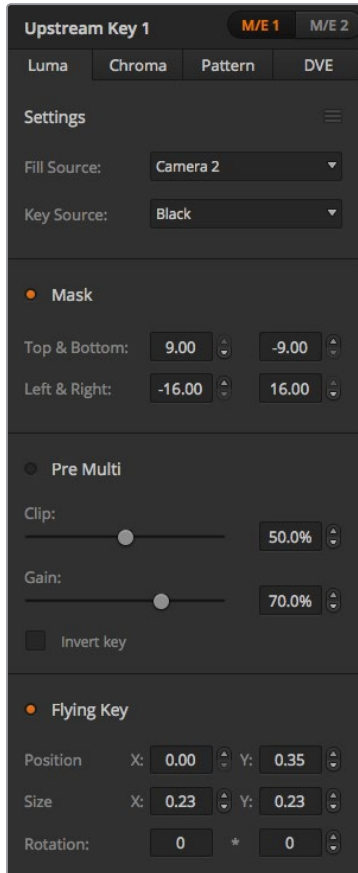 Upstream Key 1 M/E 1 M/E 2
Luma Chroma Pattern DVE
Settings
Fill Source: Camera 2
Key Source: Black
Mask
Top & Bottom: 9.00 -9.00
Left & Right: -16.00 16.00
Pre Multi
Clip:
50.0%
Gain:
70.0%
Invert key
Flying Key
Position X: 0.00 Y: 0.35
Size X: 0.23 Y: 0.23
Rotation: 0 * 0